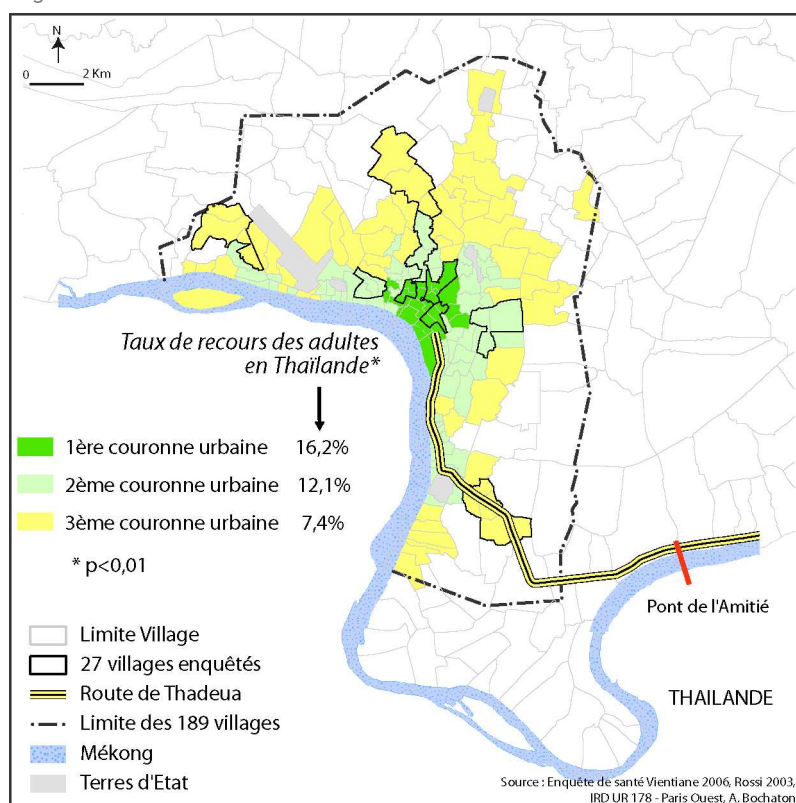 N
0 2 Km
Taux de recours des adultes
en Thaïlande*
1ère couronne urbaine 16,2%
2ème couronne urbaine 12,1%
3ème couronne urbaine 7,4%
* p<0,01
Pont de l'Amitié
Limite Village
27 villages enquêtés
Route de Thadeua
Limite des 189 villages
Mékong
Terres d'Etat
THAILANDE
Source : Enquête de santé Vientiane 2006, Rossi 2003,
IRD UR 178 - Paris Ouest, A. Bochaton